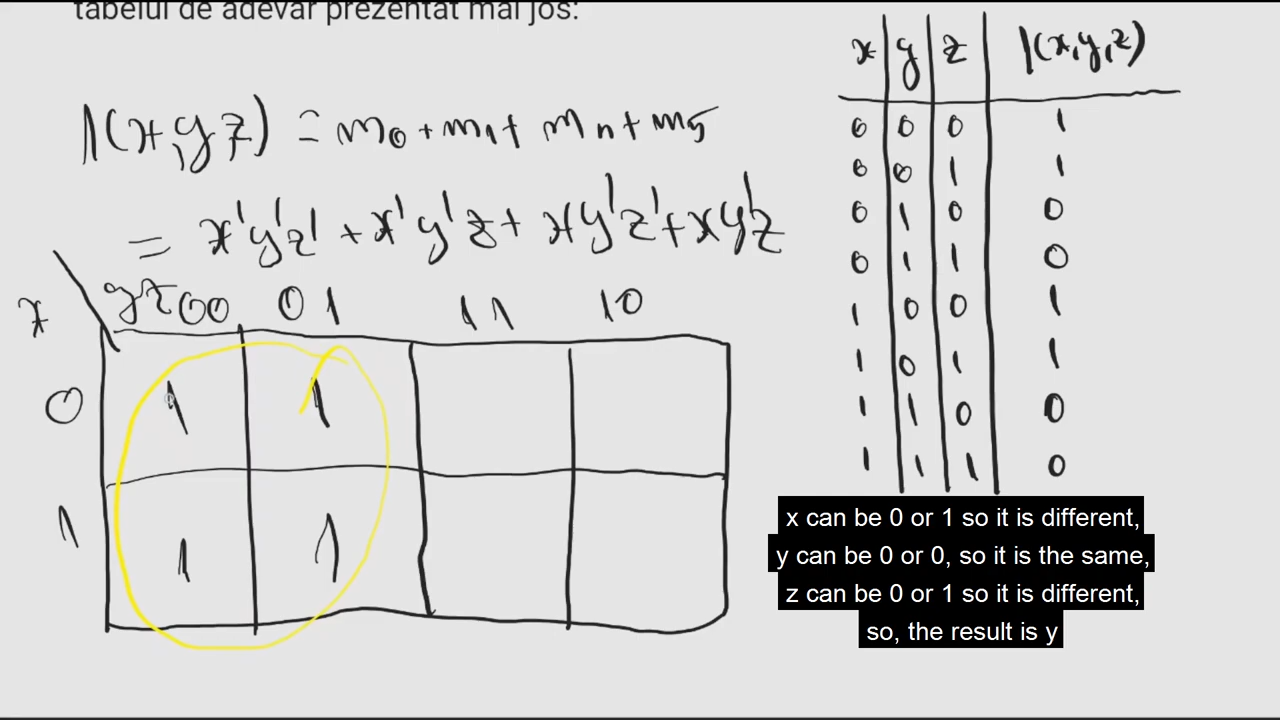 tabelul de adevăr prezentat mai jos:
f(x,y,z) = m0 + m1 + m4 + m5
= x'y'z' + x'y'z + xy'z' + xy'z
x yz 00 01 11 10
0 1 1
1 1 1
x y z f(x,y,z)
0 0 0 1
0 0 1 1
0 1 0 0
0 1 1 0
1 0 0 1
1 0 1 1
1 1 0 0
1 1 1 0
x can be 0 or 1 so it is different,
y can be 0 or 0, so it is the same,
z can be 0 or 1 so it is different,
so, the result is y